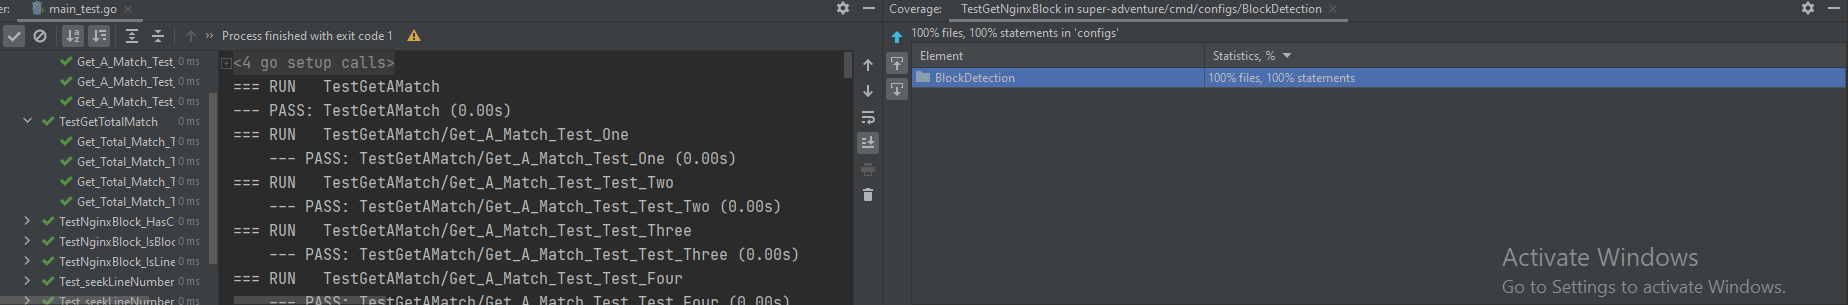 er: main_test.go
Process finished with exit code 1
Get_A_Match_Test_ 0 ms
Get_A_Match_Test_ 0 ms
Get_A_Match_Test_ 0 ms
TestGetTotalMatch 0 ms
Get_Total_Match_T 0 ms
Get_Total_Match_T 0 ms
Get_Total_Match_T 0 ms
Get_Total_Match_T 0 ms
TestNginxBlock_HasC 0 ms
TestNginxBlock_IsBloc 0 ms
TestNginxBlock_IsLine 0 ms
Test_seekLineNumber 0 ms
Test_seekLineNumber 0 ms
<4 go setup calls>
=== RUN   TestGetAMatch
--- PASS: TestGetAMatch (0.00s)
=== RUN   TestGetAMatch/Get_A_Match_Test_One
    --- PASS: TestGetAMatch/Get_A_Match_Test_One (0.00s)
=== RUN   TestGetAMatch/Get_A_Match_Test_Test_Two
    --- PASS: TestGetAMatch/Get_A_Match_Test_Test_Two (0.00s)
=== RUN   TestGetAMatch/Get_A_Match_Test_Test_Three
    --- PASS: TestGetAMatch/Get_A_Match_Test_Test_Three (0.00s)
=== RUN   TestGetAMatch/Get_A_Match_Test_Test_Four
    --- PASS: TestGetAMatch/Get_A_Match_Test_Test_Four (0.00s)
Coverage: TestGetNginxBlock in super-adventure/cmd/configs/BlockDetection
100% files, 100% statements in 'configs'
Element Statistics, %
BlockDetection 100% files, 100% statements
Activate Windows
Go to Settings to activate Windows.